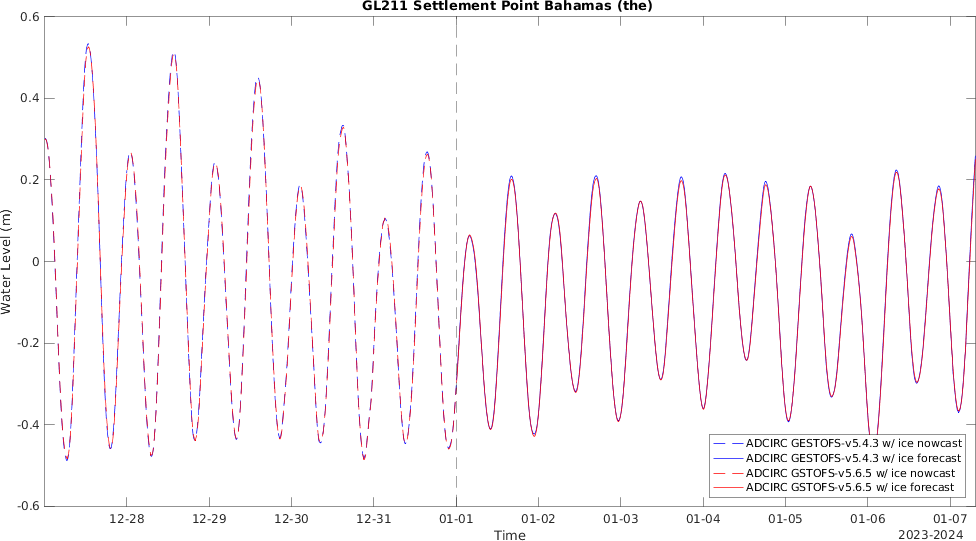 GL211 Settlement Point Bahamas (the)
0.6
0.4
0.2
0
-0.2
-0.4
-0.6
Water Level (m)
ADCIRC GESTOFS-v5.4.3 w/ ice nowcast
ADCIRC GESTOFS-v5.4.3 w/ ice forecast
ADCIRC GSTOFS-v5.6.5 w/ ice nowcast
ADCIRC GSTOFS-v5.6.5 w/ ice forecast
12-28 12-29 12-30 12-31 01-01 01-02 01-03 01-04 01-05 01-06 01-07
Time
2023-2024